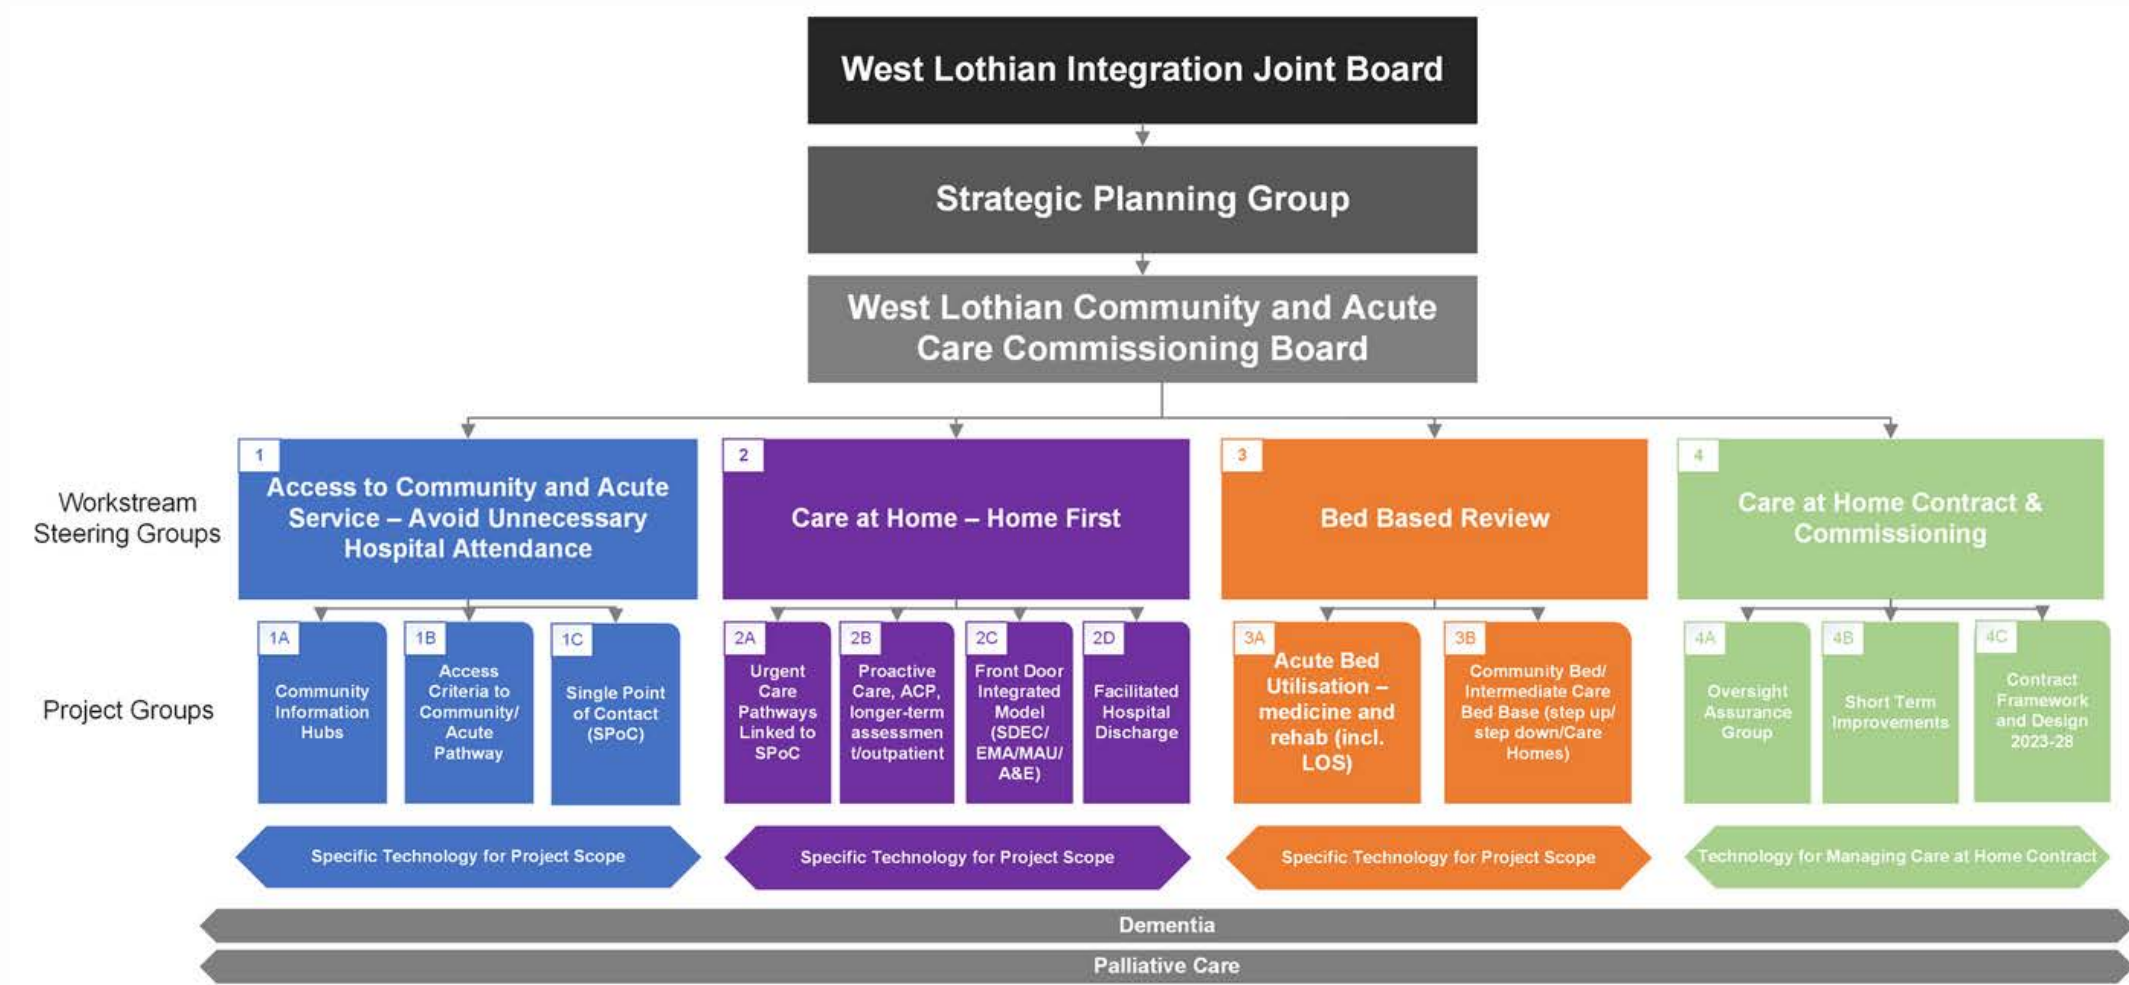 West Lothian Integration Joint Board
Strategic Planning Group
West Lothian Community and Acute
Care Commissioning Board
Workstream
Steering Groups
1
Access to Community and Acute
Service – Avoid Unnecessary
Hospital Attendance
2
Care at Home – Home First
3
Bed Based Review
4
Care at Home Contract &
Commissioning
Project Groups
1A
Community
Information
Hubs
1B
Access
Criteria to
Community/
Acute
Pathway
1C
Single Point
of Contact
(SPoC)
2A
Urgent
Care
Pathways
Linked to
SPoC
2B
Proactive
Care, ACP,
longer-term
assessmen
t/outpatient
2C
Front Door
Integrated
Model
(SDEC/
EMA/MAU/
A&E)
2D
Facilitated
Hospital
Discharge
3A
Acute Bed
Utilisation –
medicine and
rehab (incl.
LOS)
3B
Community Bed/
Intermediate Care
Bed Base (step up/
step down/Care
Homes)
4A
Oversight
Assurance
Group
4B
Short Term
Improvements
4C
Contract
Framework
and Design
2023-28
Specific Technology for Project Scope
Specific Technology for Project Scope
Specific Technology for Project Scope
Technology for Managing Care at Home Contract
Dementia
Palliative Care